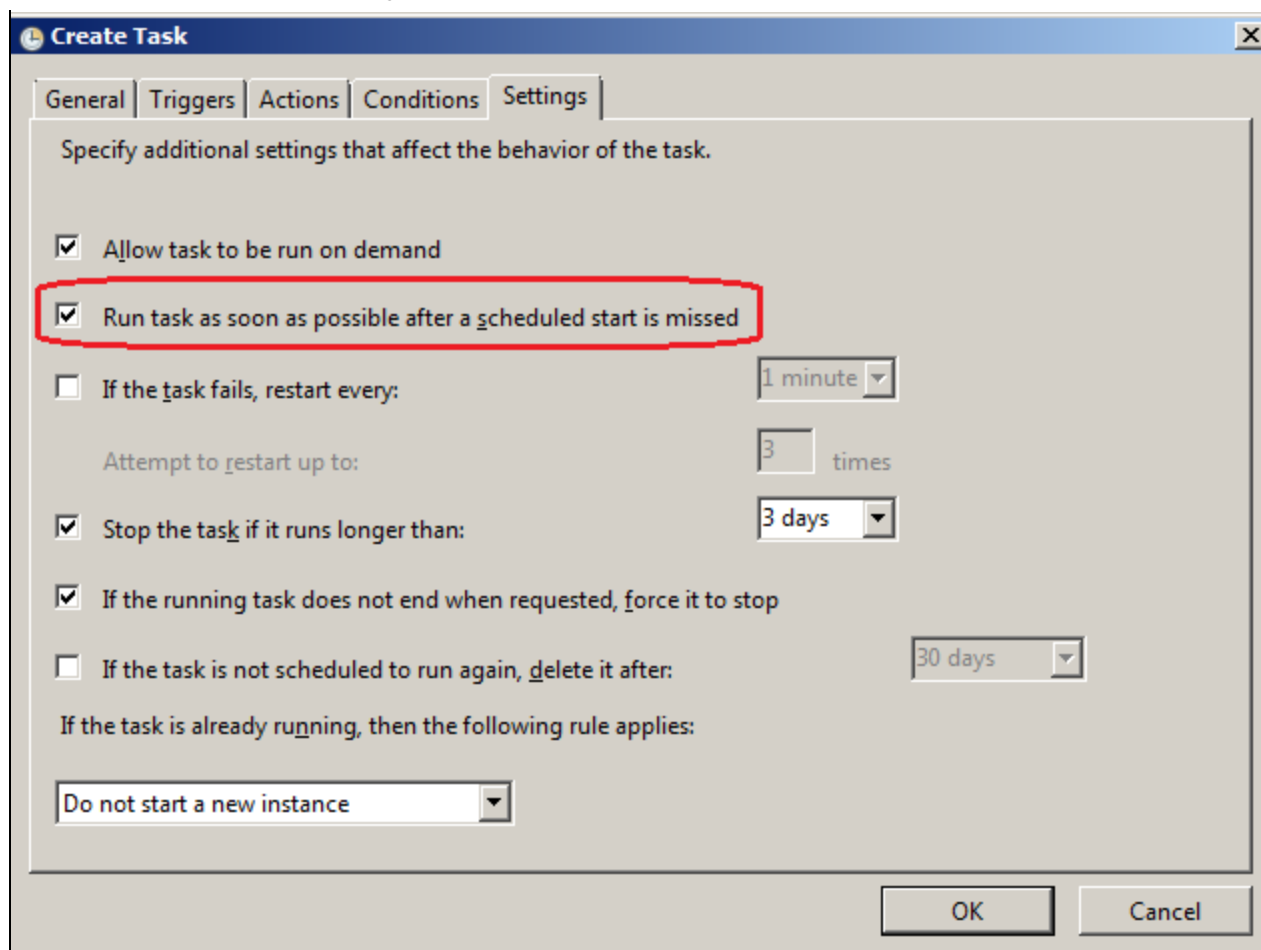 Create Task
General Triggers Actions Conditions Settings
Specify additional settings that affect the behavior of the task.
Allow task to be run on demand
Run task as soon as possible after a scheduled start is missed
If the task fails, restart every: 1 minute
Attempt to restart up to: 3 times
Stop the task if it runs longer than: 3 days
If the running task does not end when requested, force it to stop
If the task is not scheduled to run again, delete it after: 30 days
If the task is already running, then the following rule applies:
Do not start a new instance
OK Cancel